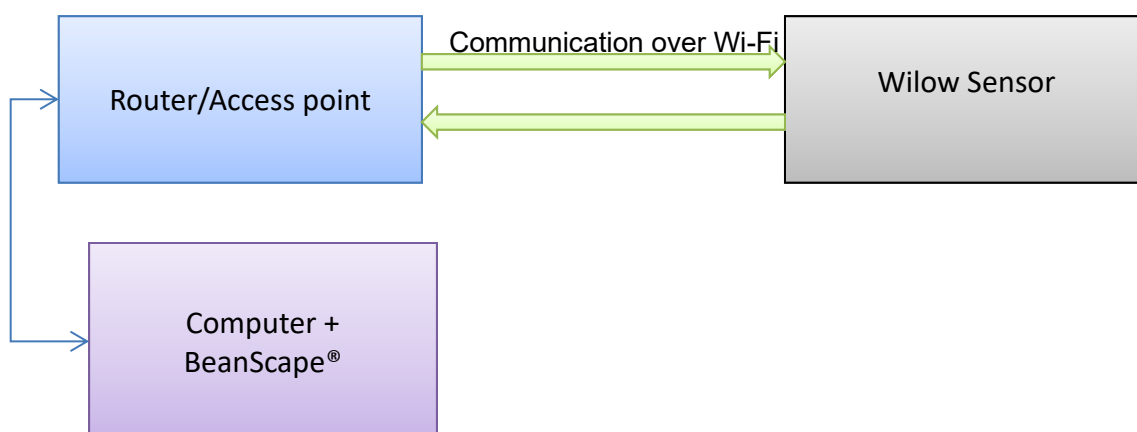 Communication over Wi-Fi
Router/Access point
Wilow Sensor
Computer +
BeanScape®